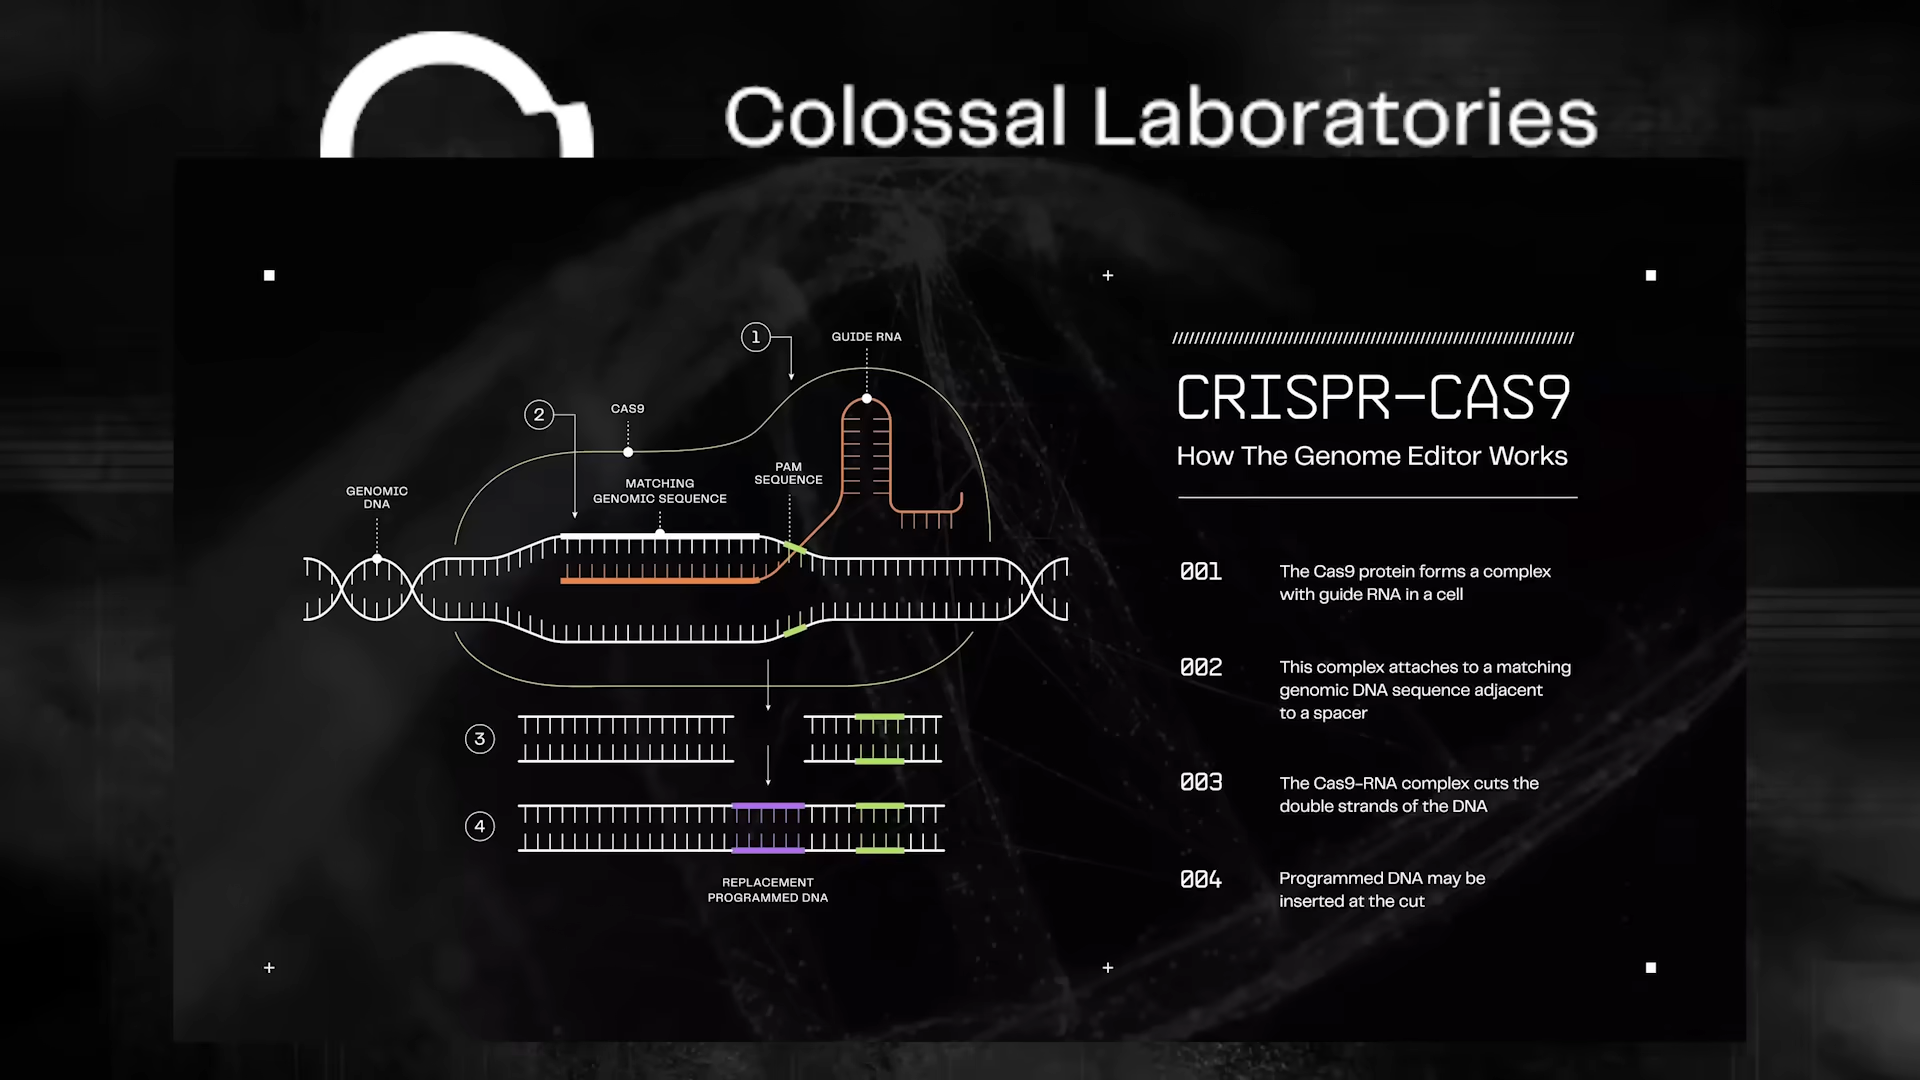 Colossal Laboratories
1
GUIDE RNA
2
CAS9
PAM
SEQUENCE
MATCHING
GENOMIC SEQUENCE
GENOMIC
DNA
3
4
REPLACEMENT
PROGRAMMED DNA
CRISPR-CAS9
How The Genome Editor Works
001
The Cas9 protein forms a complex
with guide RNA in a cell
002
This complex attaches to a matching
genomic DNA sequence adjacent
to a spacer
003
The Cas9-RNA complex cuts the
double strands of the DNA
004
Programmed DNA may be
inserted at the cut